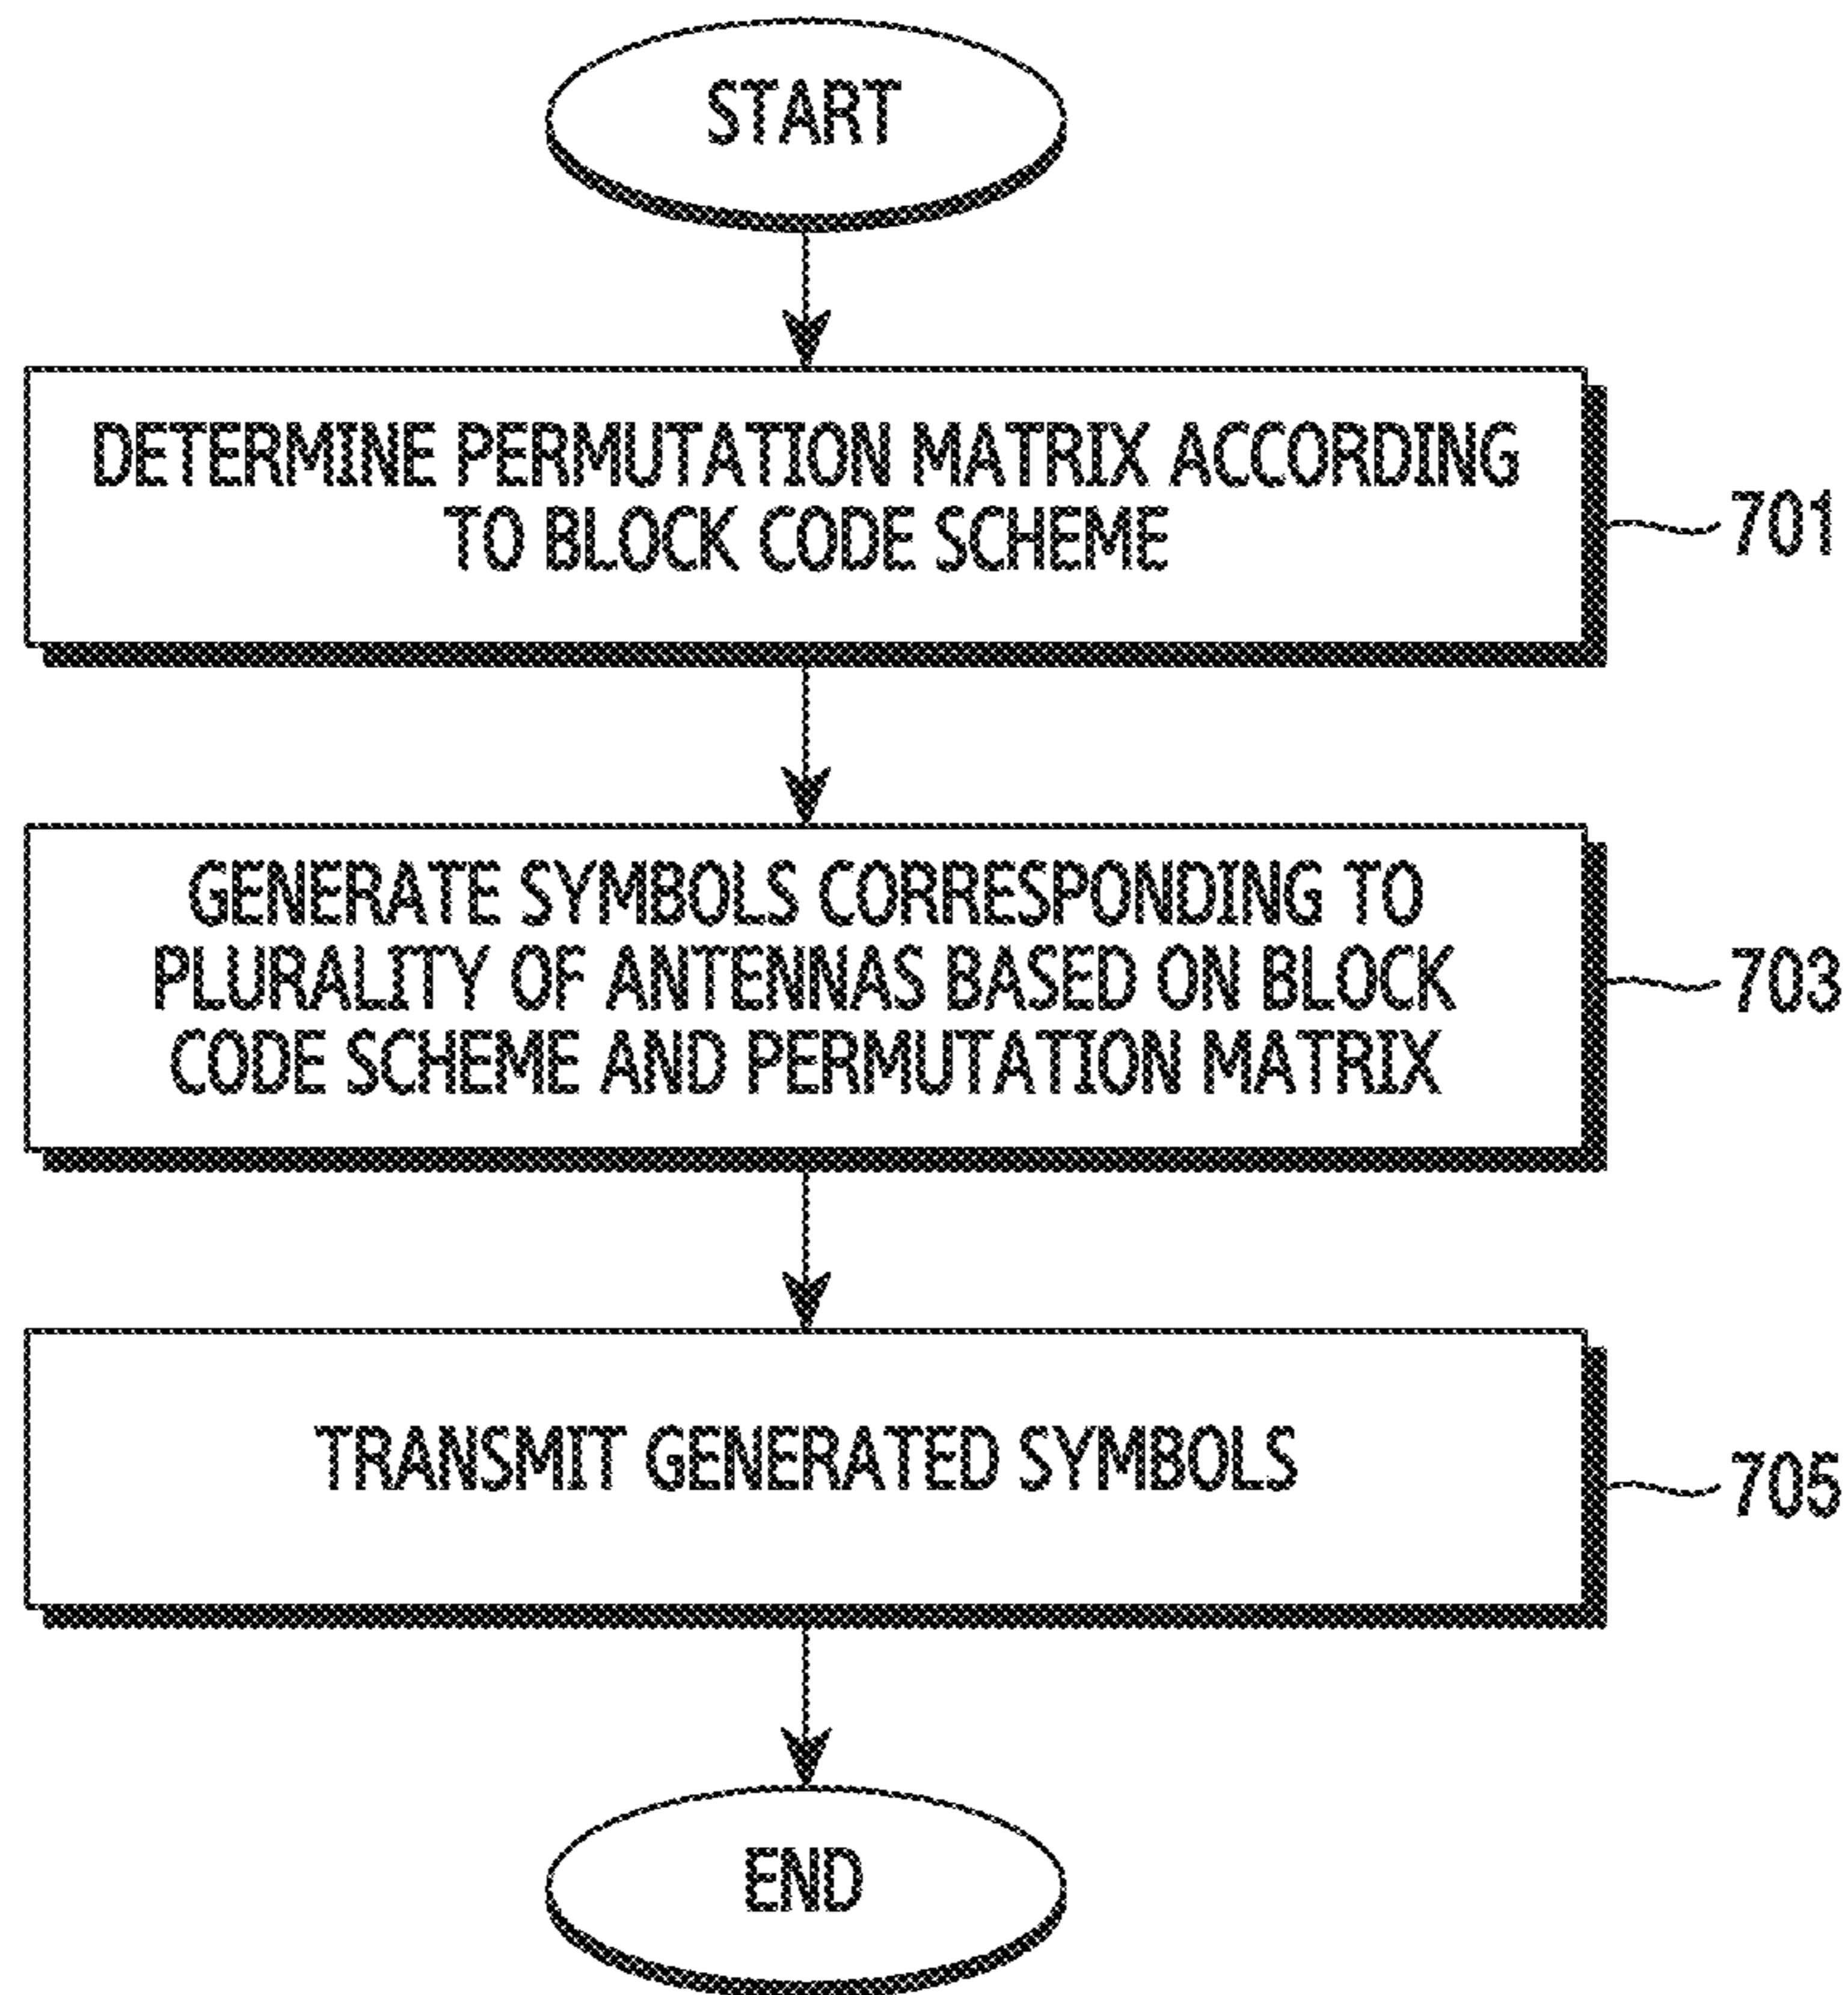 START
DETERMINE PERMUTATION MATRIX ACCORDING
TO BLOCK CODE SCHEME
701
GENERATE SYMBOLS CORRESPONDING TO
PLURALITY OF ANTENNAS BASED ON BLOCK
CODE SCHEME AND PERMUTATION MATRIX
703
TRANSMIT GENERATED SYMBOLS
705
END